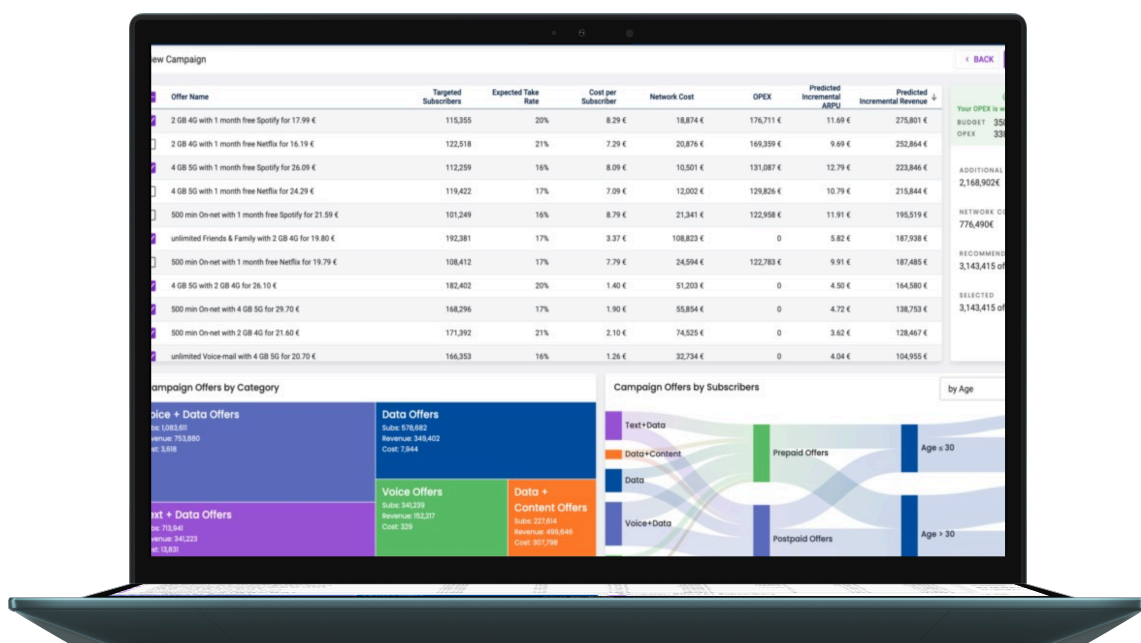 ew Campaign
< BACK
Offer Name Targeted Subscribers Expected Take Rate Cost per Subscriber Network Cost OPEX Predicted Incremental ARPU Predicted Incremental Revenue ↓
2 GB 4G with 1 month free Spotify for 17.99 € 115,355 20% 8.29 € 18,874 € 176,711 € 11.69 € 275,801 €
2 GB 4G with 1 month free Netflix for 16.19 € 122,518 21% 7.29 € 20,876 € 169,359 € 9.69 € 252,864 €
4 GB 5G with 1 month free Spotify for 26.09 € 112,259 16% 8.09 € 10,501 € 131,087 € 12.79 € 223,846 €
4 GB 5G with 1 month free Netflix for 24.29 € 119,422 17% 7.09 € 12,002 € 129,826 € 10.79 € 215,844 €
500 min On-net with 1 month free Spotify for 21.59 € 101,249 16% 8.79 € 21,341 € 122,958 € 11.91 € 195,519 €
unlimited Friends & Family with 2 GB 4G for 19.80 € 192,381 17% 3.37 € 108,823 € 0 5.82 € 187,938 €
500 min On-net with 1 month free Netflix for 19.79 € 108,412 17% 7.79 € 24,594 € 122,783 € 9.91 € 187,485 €
4 GB 5G with 2 GB 4G for 26.10 € 182,402 20% 1.40 € 51,203 € 0 4.50 € 164,580 €
500 min On-net with 4 GB 5G for 29.70 € 168,296 17% 1.90 € 55,854 € 0 4.72 € 138,753 €
500 min On-net with 2 GB 4G for 21.60 € 171,392 21% 2.10 € 74,525 € 0 3.62 € 128,467 €
unlimited Voice-mail with 4 GB 5G for 20.70 € 166,353 16% 1.26 € 32,734 € 0 4.04 € 104,955 €
Your OPEX is w
BUDGET 350
OPEX 338
ADDITIONAL
2,168,902€
NETWORK CO
776,490€
RECOMMEND
3,143,415 of
SELECTED
3,143,415 of
ampaign Offers by Category
oice + Data Offers
bs: 1,083,611
venue: 753,880
st: 3,618
ext + Data Offers
bs: 713,941
venue: 341,223
st: 13,831
Data Offers
Subs: 578,682
Revenue: 349,402
Cost: 7,944
Voice Offers
Subs: 341,239
Revenue: 152,217
Cost: 329
Data +
Content Offers
Subs: 227,614
Revenue: 499,646
Cost: 307,798
Campaign Offers by Subscribers
by Age
Text+Data
Data+Content
Data
Voice+Data
Prepaid Offers
Postpaid Offers
Age ≤ 30
Age > 30